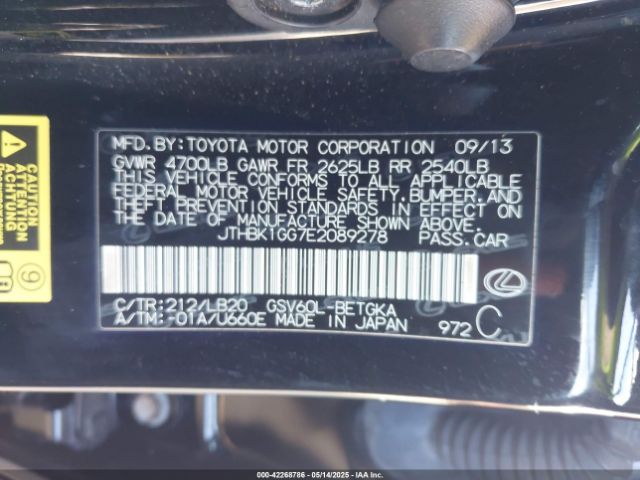 MFD.BY:TOYOTA MOTOR CORPORATION 09/13
GVWR 4700LB GAWR FR 2625LB RR 2540LB
THIS VEHICLE CONFORMS TO ALL APPLICABLE
FEDERAL MOTOR VEHICLE SAFETY,BUMPER,AND
THEFT PREVENTION STANDARDS IN EFFECT ON
THE DATE OF MANUFACTURE SHOWN ABOVE.
JTHBK1GG7E2089278 PASS.CAR
C/TR:212/LB20 GSV60L-BETGKA
A/TM:-01A/U660E MADE IN JAPAN 972 C
9
000-42268786 - 05/14/2025 - IAA Inc.